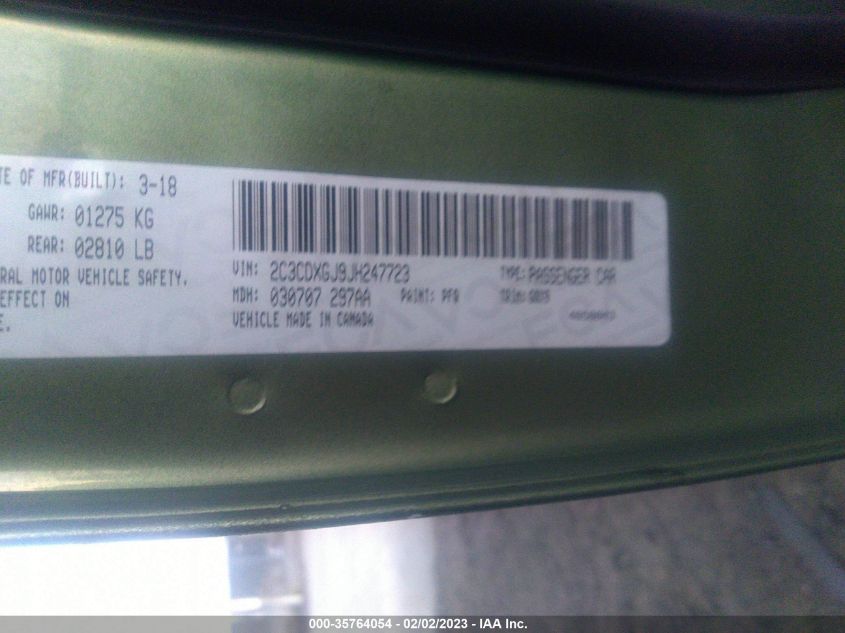 TE OF MFR(BUILT): 3-18
GAWR: 01275 KG
REAR: 02810 LB
RAL MOTOR VEHICLE SAFETY,
EFFECT ON
E.
VIN: 2C3CDXGJ9JH247723 TYPE: PASSENGER CAR
MDH: 030707 297AA PAINT: PFQ TRIM:
VEHICLE MADE IN CANADA
000-35764054 - 02/02/2023 - IAA Inc.